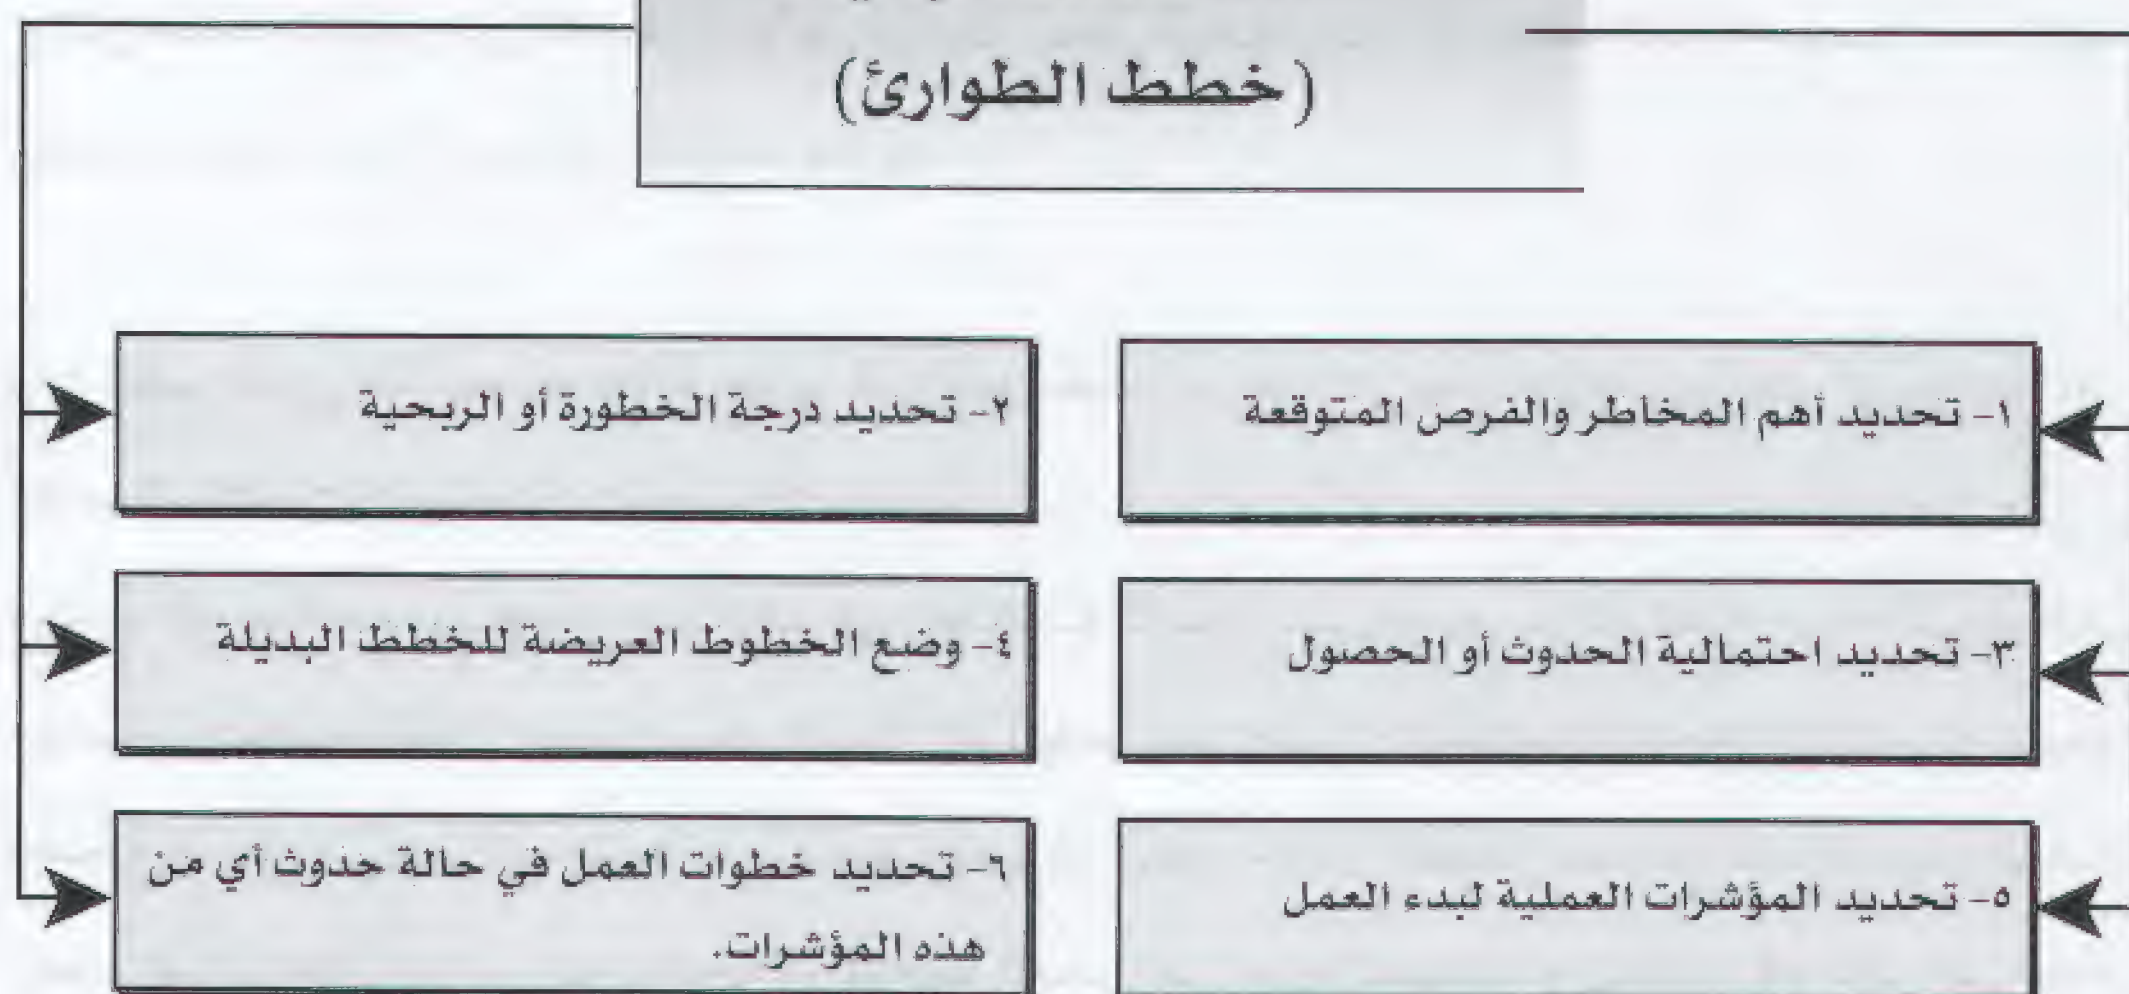 (خطط الطوارئ)
١- تحديد أهم المخاطر والفرص المتوقعة
٢- تحديد درجة الخطورة أو الربحية
٣- تحديد احتمالية الحدوث أو الحصول
٤- وضع الخطوط العريضة للخطط البديلة
٥- تحديد المؤشرات العملية لبدء العمل
٦- تحديد خطوات العمل في حالة حدوث أي من
هذه المؤشرات.